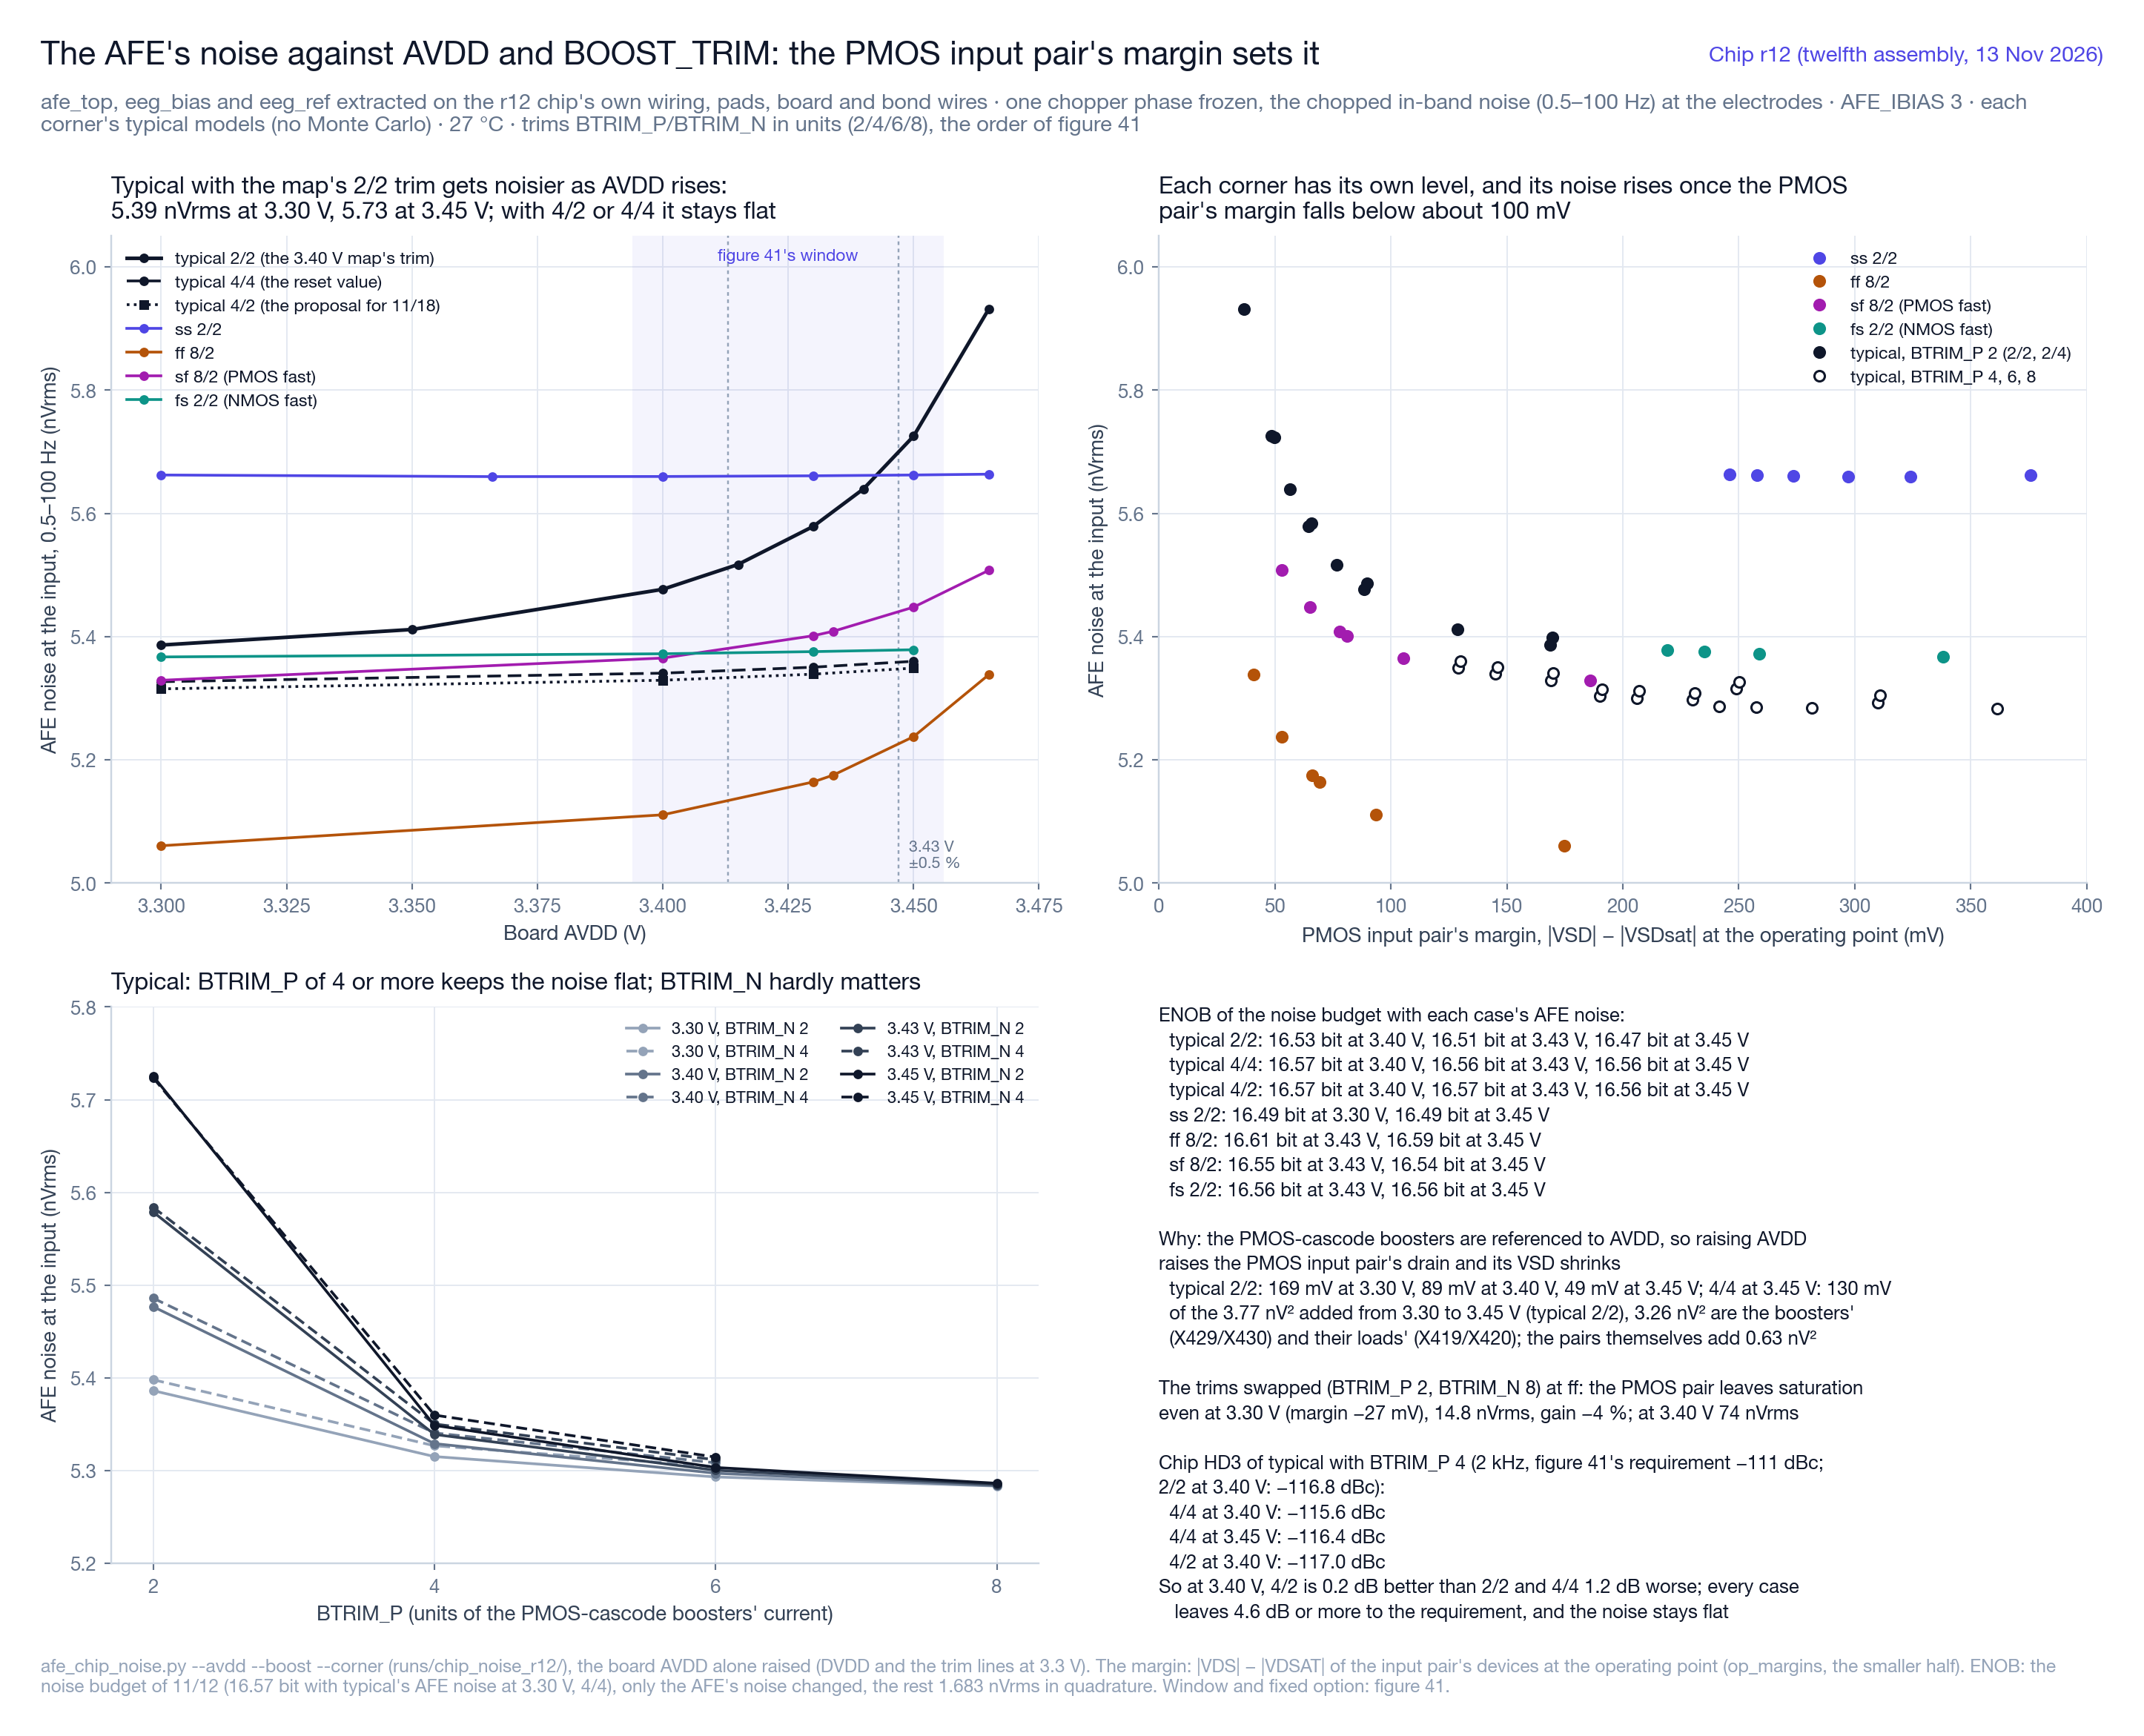 The AFE's noise against AVDD and BOOST_TRIM: the PMOS input pair's margin sets it
Chip r12 (twelfth assembly, 13 Nov 2026)
afe_top, eeg_bias and eeg_ref extracted on the r12 chip's own wiring, pads, board and bond wires · one chopper phase frozen, the chopped in-band noise (0.5–100 Hz) at the electrodes · AFE_IBIAS 3 · each
corner's typical models (no Monte Carlo) · 27 °C · trims BTRIM_P/BTRIM_N in units (2/4/6/8), the order of figure 41
Typical with the map's 2/2 trim gets noisier as AVDD rises:
5.39 nVrms at 3.30 V, 5.73 at 3.45 V; with 4/2 or 4/4 it stays flat
typical 2/2 (the 3.40 V map's trim)
typical 4/4 (the reset value)
typical 4/2 (the proposal for 11/18)
ss 2/2
ff 8/2
sf 8/2 (PMOS fast)
fs 2/2 (NMOS fast)
figure 41's window
3.43 V
±0.5 %
AFE noise at the input, 0.5–100 Hz (nVrms)
6.0
5.8
5.6
5.4
5.2
5.0
3.300
3.325
3.350
3.375
3.400
3.425
3.450
3.475
Board AVDD (V)
Each corner has its own level, and its noise rises once the PMOS
pair's margin falls below about 100 mV
ss 2/2
ff 8/2
sf 8/2 (PMOS fast)
fs 2/2 (NMOS fast)
typical, BTRIM_P 2 (2/2, 2/4)
typical, BTRIM_P 4, 6, 8
AFE noise at the input (nVrms)
6.0
5.8
5.6
5.4
5.2
5.0
0
50
100
150
200
250
300
350
400
PMOS input pair's margin, |VSD| − |VSDsat| at the operating point (mV)
Typical: BTRIM_P of 4 or more keeps the noise flat; BTRIM_N hardly matters
3.30 V, BTRIM_N 2
3.30 V, BTRIM_N 4
3.40 V, BTRIM_N 2
3.40 V, BTRIM_N 4
3.43 V, BTRIM_N 2
3.43 V, BTRIM_N 4
3.45 V, BTRIM_N 2
3.45 V, BTRIM_N 4
AFE noise at the input (nVrms)
5.8
5.7
5.6
5.5
5.4
5.3
5.2
2
4
6
8
BTRIM_P (units of the PMOS-cascode boosters' current)
ENOB of the noise budget with each case's AFE noise:
typical 2/2: 16.53 bit at 3.40 V, 16.51 bit at 3.43 V, 16.47 bit at 3.45 V
typical 4/4: 16.57 bit at 3.40 V, 16.56 bit at 3.43 V, 16.56 bit at 3.45 V
typical 4/2: 16.57 bit at 3.40 V, 16.57 bit at 3.43 V, 16.56 bit at 3.45 V
ss 2/2: 16.49 bit at 3.30 V, 16.49 bit at 3.45 V
ff 8/2: 16.61 bit at 3.43 V, 16.59 bit at 3.45 V
sf 8/2: 16.55 bit at 3.43 V, 16.54 bit at 3.45 V
fs 2/2: 16.56 bit at 3.43 V, 16.56 bit at 3.45 V
Why: the PMOS-cascode boosters are referenced to AVDD, so raising AVDD
raises the PMOS input pair's drain and its VSD shrinks
typical 2/2: 169 mV at 3.30 V, 89 mV at 3.40 V, 49 mV at 3.45 V; 4/4 at 3.45 V: 130 mV
of the 3.77 nV² added from 3.30 to 3.45 V (typical 2/2), 3.26 nV² are the boosters'
(X429/X430) and their loads' (X419/X420); the pairs themselves add 0.63 nV²
The trims swapped (BTRIM_P 2, BTRIM_N 8) at ff: the PMOS pair leaves saturation
even at 3.30 V (margin −27 mV), 14.8 nVrms, gain −4 %; at 3.40 V 74 nVrms
Chip HD3 of typical with BTRIM_P 4 (2 kHz, figure 41's requirement −111 dBc;
2/2 at 3.40 V: −116.8 dBc):
4/4 at 3.40 V: −115.6 dBc
4/4 at 3.45 V: −116.4 dBc
4/2 at 3.40 V: −117.0 dBc
So at 3.40 V, 4/2 is 0.2 dB better than 2/2 and 4/4 1.2 dB worse; every case
leaves 4.6 dB or more to the requirement, and the noise stays flat
afe_chip_noise.py --avdd --boost --corner (runs/chip_noise_r12/), the board AVDD alone raised (DVDD and the trim lines at 3.3 V). The margin: |VDS| − |VDSAT| of the input pair's devices at the operating point (op_margins, the smaller half). ENOB: the
noise budget of 11/12 (16.57 bit with typical's AFE noise at 3.30 V, 4/4), only the AFE's noise changed, the rest 1.683 nVrms in quadrature. Window and fixed option: figure 41.